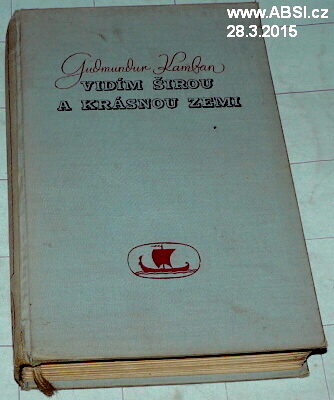 www.ABSI.cz
28.3.2015
Gudmundur Kamban
VIDÍM ŠIROU
A KRÁSNOU ZEMI